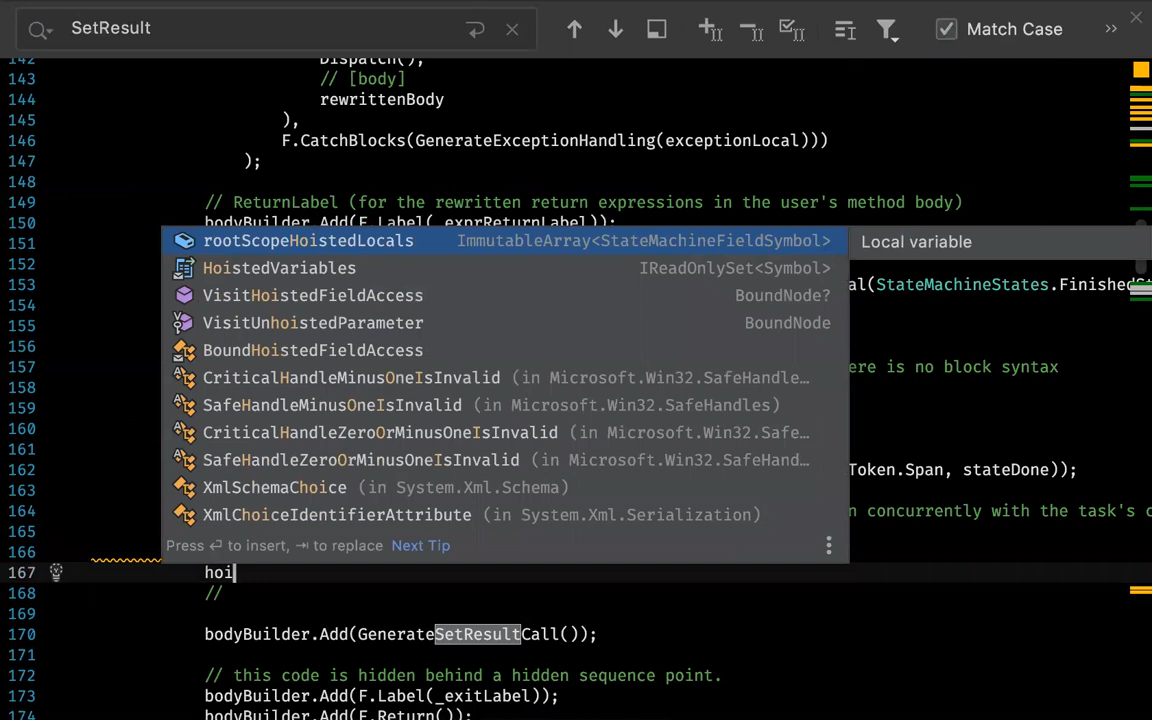 SetResult
Match Case
142 Dispatch(),
143 // [body]
144 rewrittenBody
145 ),
146 F.CatchBlocks(GenerateExceptionHandling(exceptionLocal)))
147 );
148
149 // ReturnLabel (for the rewritten return expressions in the user's method body)
150 bodyBuilder.Add(F.Label(_exprReturnLabel));
151 rootScopeHoistedLocals ImmutableArray<StateMachineFieldSymbol> Local variable
152 HoistedVariables IReadOnlySet<Symbol>
153 al(StateMachineStates.FinishedSt
154 VisitHoistedFieldAccess BoundNode?
155 VisitUnhoistedParameter BoundNode
156 BoundHoistedFieldAccess
157 ere is no block syntax
158 CriticalHandleMinusOneIsInvalid (in Microsoft.Win32.SafeHandle…
159 SafeHandleMinusOneIsInvalid (in Microsoft.Win32.SafeHandles)
160 CriticalHandleZeroOrMinusOneIsInvalid (in Microsoft.Win32.Safe…
161 SafeHandleZeroOrMinusOneIsInvalid (in Microsoft.Win32.SafeHand…
162 Token.Span, stateDone));
163 XmlSchemaChoice (in System.Xml.Schema)
164 XmlChoiceIdentifierAttribute (in System.Xml.Serialization) n concurrently with the task's c
165 Press ⏎ to insert, ⇥ to replace Next Tip
166
167 hoi
168 //
169
170 bodyBuilder.Add(GenerateSetResultCall());
171
172 // this code is hidden behind a hidden sequence point.
173 bodyBuilder.Add(F.Label(_exitLabel));
174 bodyBuilder.Add(F.Return());